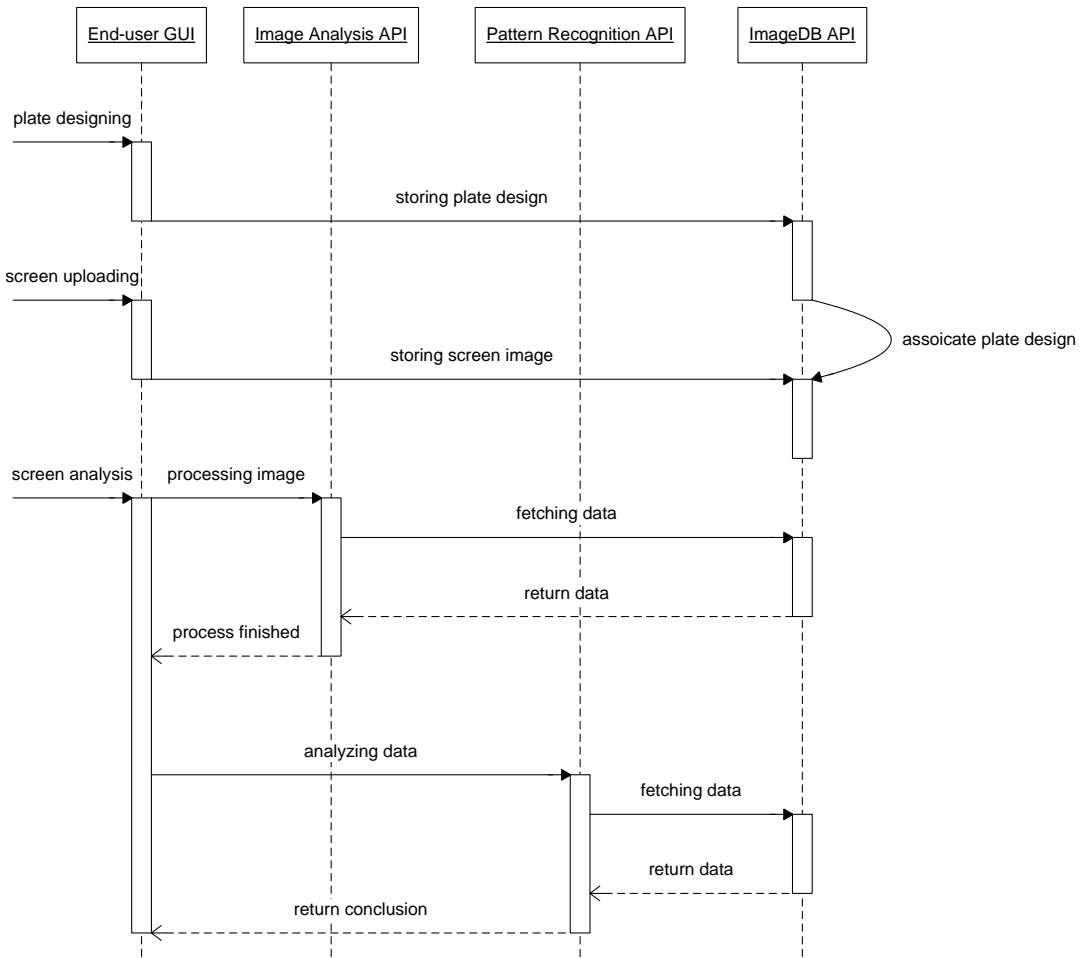 End-user GUI
Image Analysis API
Pattern Recognition API
ImageDB API
plate designing
storing plate design
screen uploading
assoicate plate design
storing screen image
screen analysis
processing image
fetching data
return data
process finished
analyzing data
fetching data
return data
return conclusion